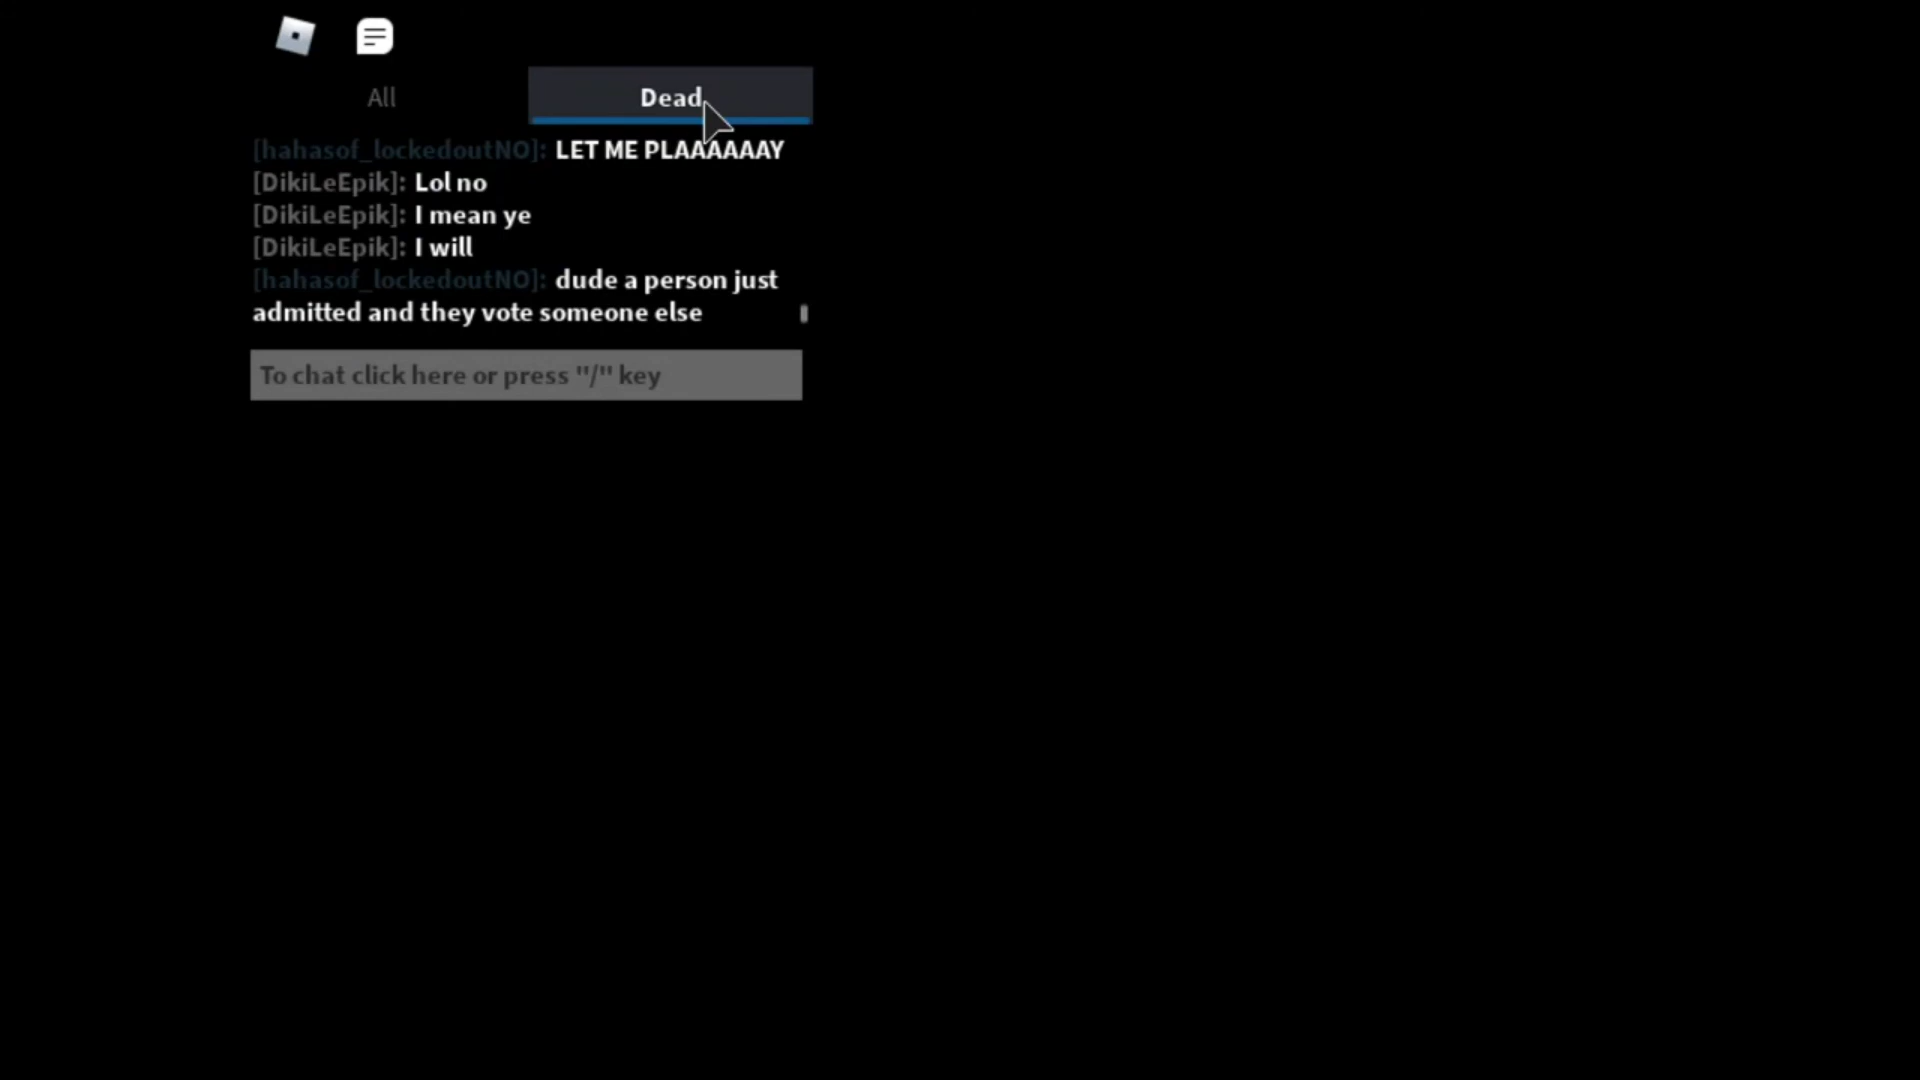 All
Dead
[hahasof_lockedoutNO]: LET ME PLAAAAAAY
[DikiLeEpik]: Lol no
[DikiLeEpik]: I mean ye
[DikiLeEpik]: I will
[hahasof_lockedoutNO]: dude a person just
admitted and they vote someone else
To chat click here or press "/" key